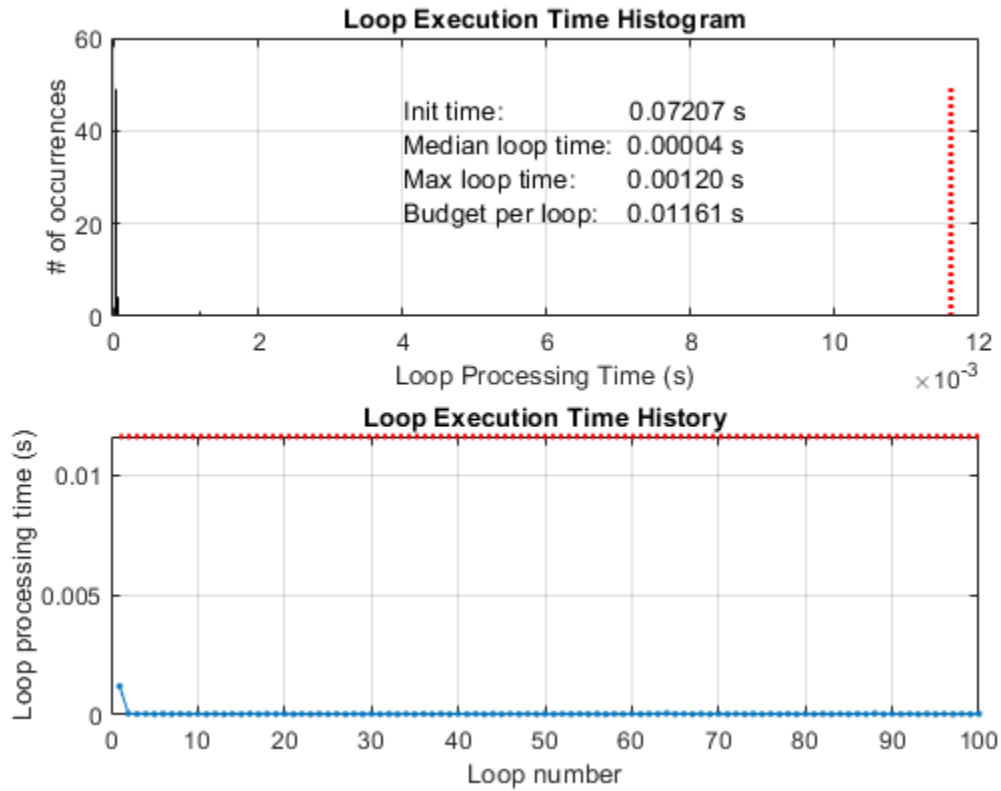 Loop Execution Time Histogram
60
40
20
0
# of occurrences
Init time: 0.07207 s
Median loop time: 0.00004 s
Max loop time: 0.00120 s
Budget per loop: 0.01161 s
0 2 4 6 8 10 12
Loop Processing Time (s)
×10-3
Loop Execution Time History
0.01
0.005
0
Loop processing time (s)
0 10 20 30 40 50 60 70 80 90 100
Loop number